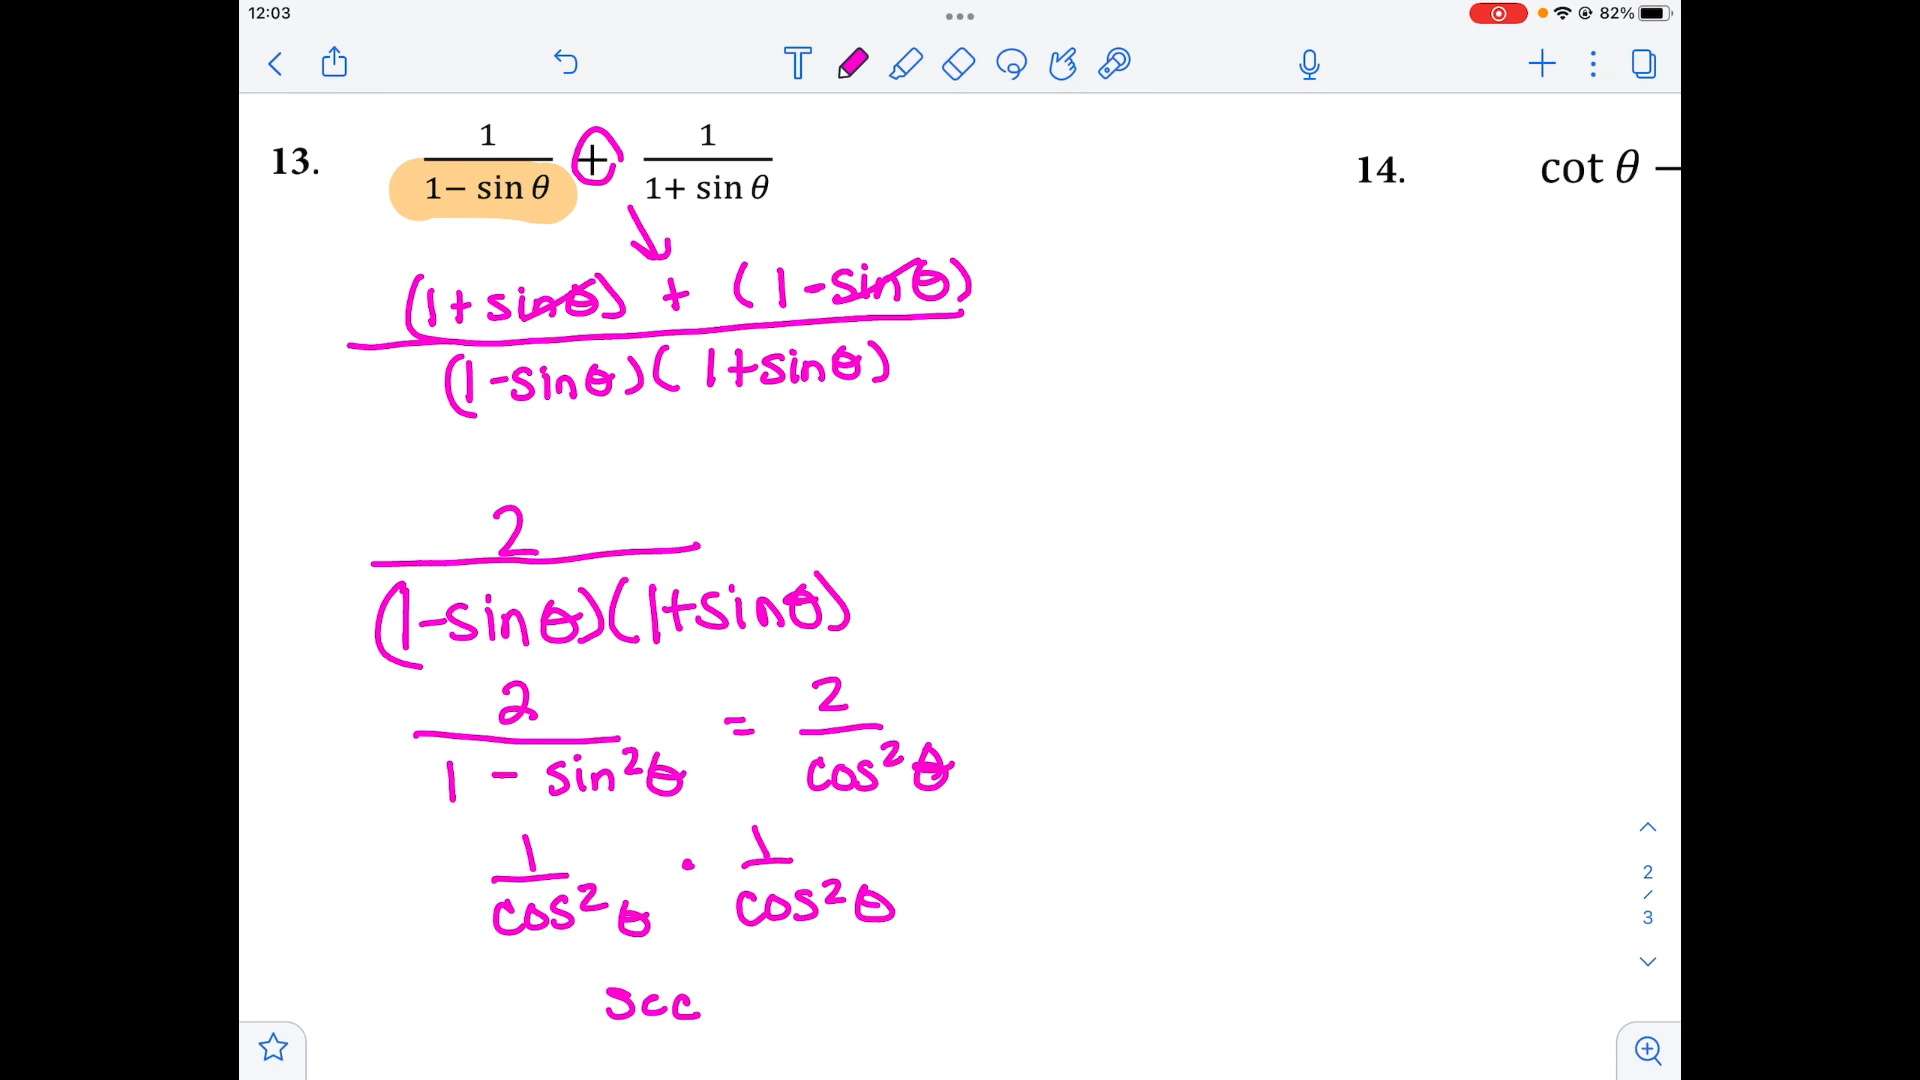 12:03
82%
13. 1/(1− sin θ) + 1/(1+ sin θ)
14. cot θ −
(1+sinθ) + (1-sinθ)
(1-sinθ)(1+sinθ)
2
(1-sinθ)(1+sinθ)
2/(1 - sin²θ) = 2/cos²θ
1/cos²θ · 1/cos²θ
sec
2/3